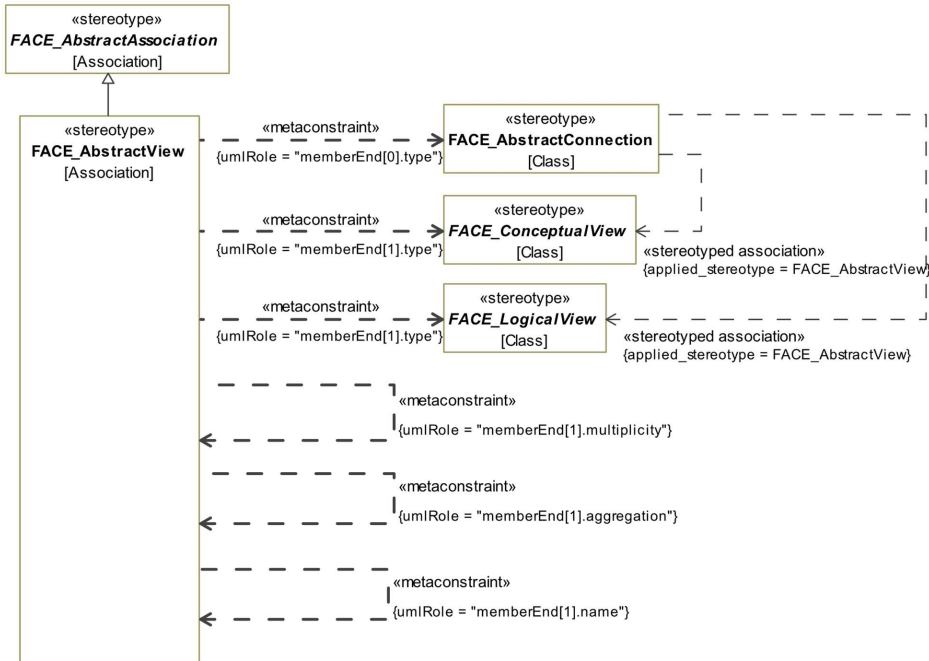 «stereotype»
FACE_AbstractAssociation
[Association]
«stereotype»
FACE_AbstractView
[Association]
«metaconstraint»
{umlRole = "memberEnd[0].type"}
«stereotype»
FACE_AbstractConnection
[Class]
«metaconstraint»
{umlRole = "memberEnd[1].type"}
«stereotype»
FACE_ConceptualView
[Class]
«stereotyped association»
{applied_stereotype = FACE_AbstractView}
«metaconstraint»
{umlRole = "memberEnd[1].type"}
«stereotype»
FACE_LogicalView
[Class]
«stereotyped association»
{applied_stereotype = FACE_AbstractView}
«metaconstraint»
{umlRole = "memberEnd[1].multiplicity"}
«metaconstraint»
{umlRole = "memberEnd[1].aggregation"}
«metaconstraint»
{umlRole = "memberEnd[1].name"}